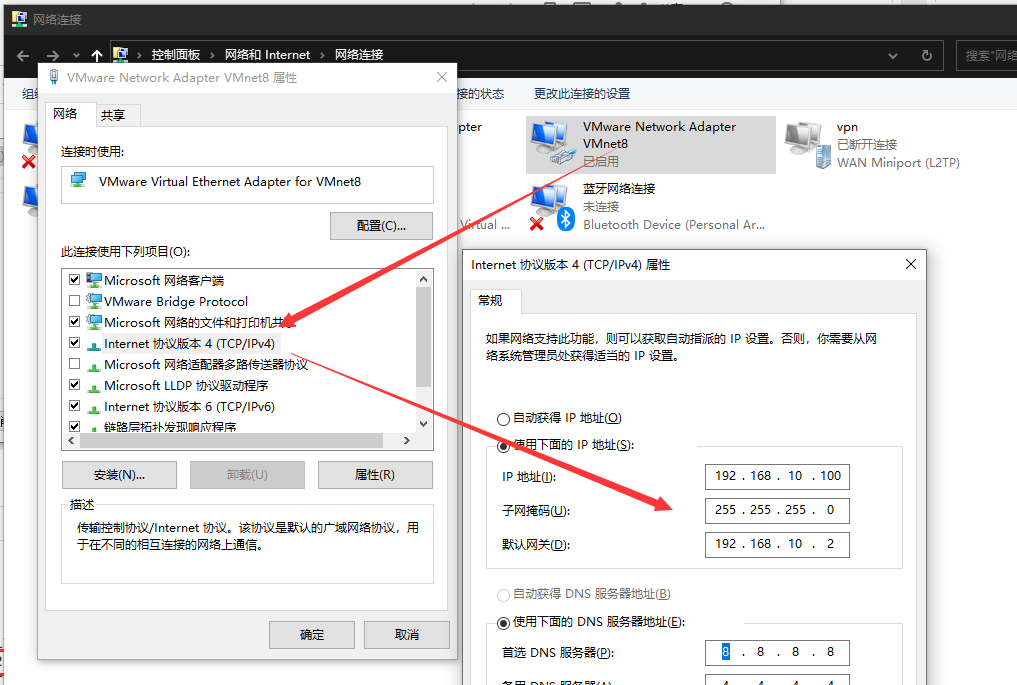 网络连接
控制面板 › 网络和 Internet › 网络连接
搜索"网络
组织
接的状态
更改此连接的设置
VMware Network Adapter VMnet8 属性
网络
共享
连接时使用:
VMware Virtual Ethernet Adapter for VMnet8
配置(C)...
此连接使用下列项目(O):
Microsoft 网络客户端
VMware Bridge Protocol
Microsoft 网络的文件和打印机共享
Internet 协议版本 4 (TCP/IPv4)
Microsoft 网络适配器多路传送器协议
Microsoft LLDP 协议驱动程序
Internet 协议版本 6 (TCP/IPv6)
链路层拓扑发现响应程序
安装(N)...
卸载(U)
属性(R)
描述
传输控制协议/Internet 协议。该协议是默认的广域网络协议，用
于在不同的相互连接的网络上通信。
确定
取消
pter
Virtual ...
VMware Network Adapter
VMnet8
已启用
vpn
已断开连接
WAN Miniport (L2TP)
蓝牙网络连接
未连接
Bluetooth Device (Personal Ar...
Internet 协议版本 4 (TCP/IPv4) 属性
常规
如果网络支持此功能，则可以获取自动指派的 IP 设置。否则，你需要从网
络系统管理员处获得适当的 IP 设置。
自动获得 IP 地址(O)
使用下面的 IP 地址(S):
IP 地址(I):
192 . 168 . 10 . 100
子网掩码(U):
255 . 255 . 255 . 0
默认网关(D):
192 . 168 . 10 . 2
自动获得 DNS 服务器地址(B)
使用下面的 DNS 服务器地址(E):
首选 DNS 服务器(P):
8 . 8 . 8 . 8
备用 DNS 服务器(A):
4 . 4 . 4 . 4